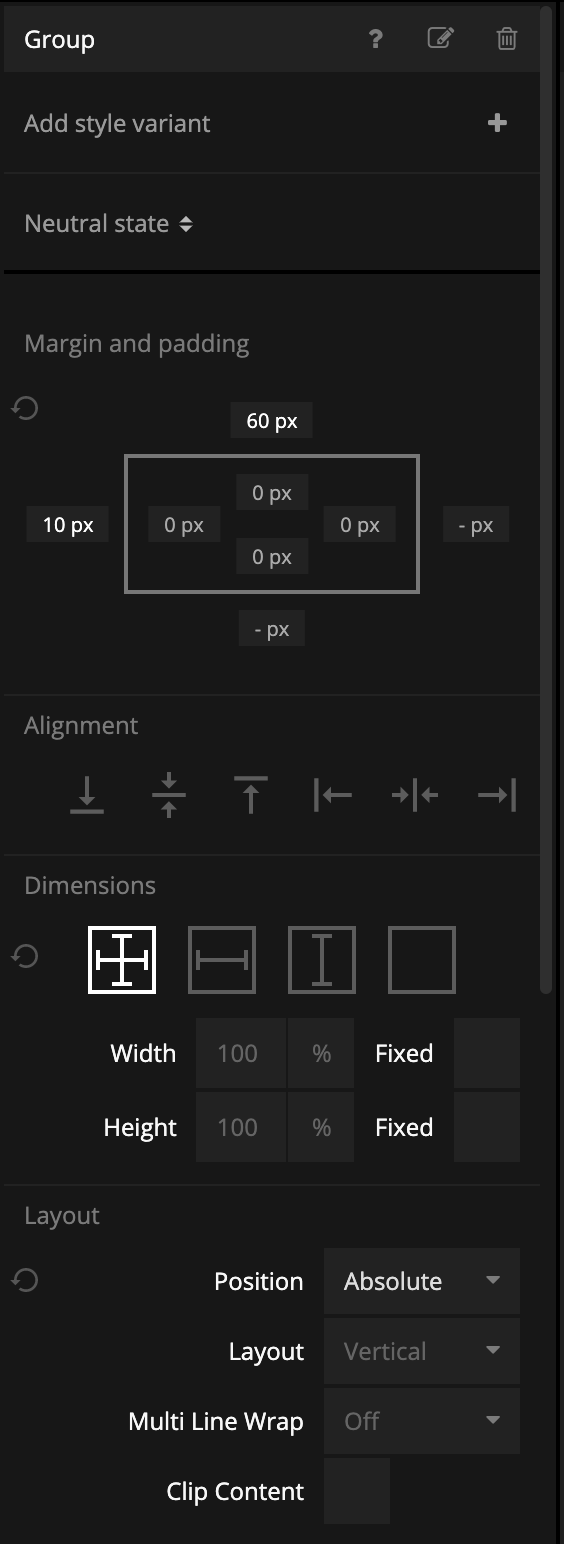 Group ?
Add style variant +
Neutral state
Margin and padding
60 px
0 px
10 px 0 px 0 px - px
0 px
- px
Alignment
Dimensions
Width 100 % Fixed
Height 100 % Fixed
Layout
Position Absolute
Layout Vertical
Multi Line Wrap Off
Clip Content